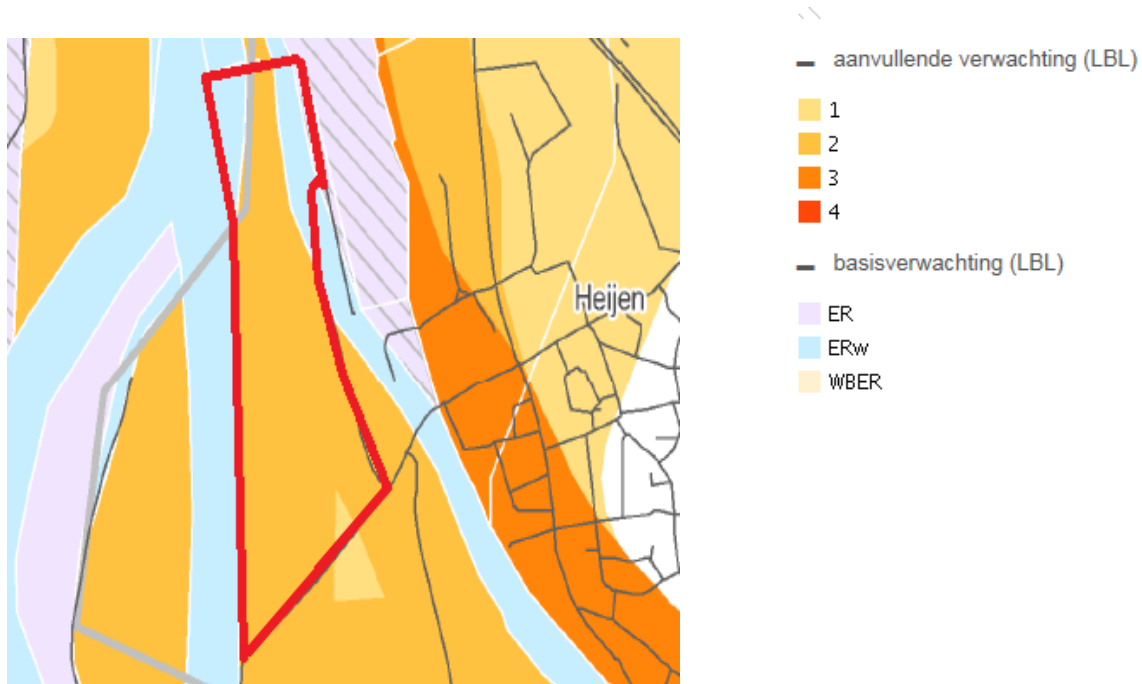 aanvullende verwachting (LBL)
1
2
3
4
basisverwachting (LBL)
ER
ERw
WBER
Heijen